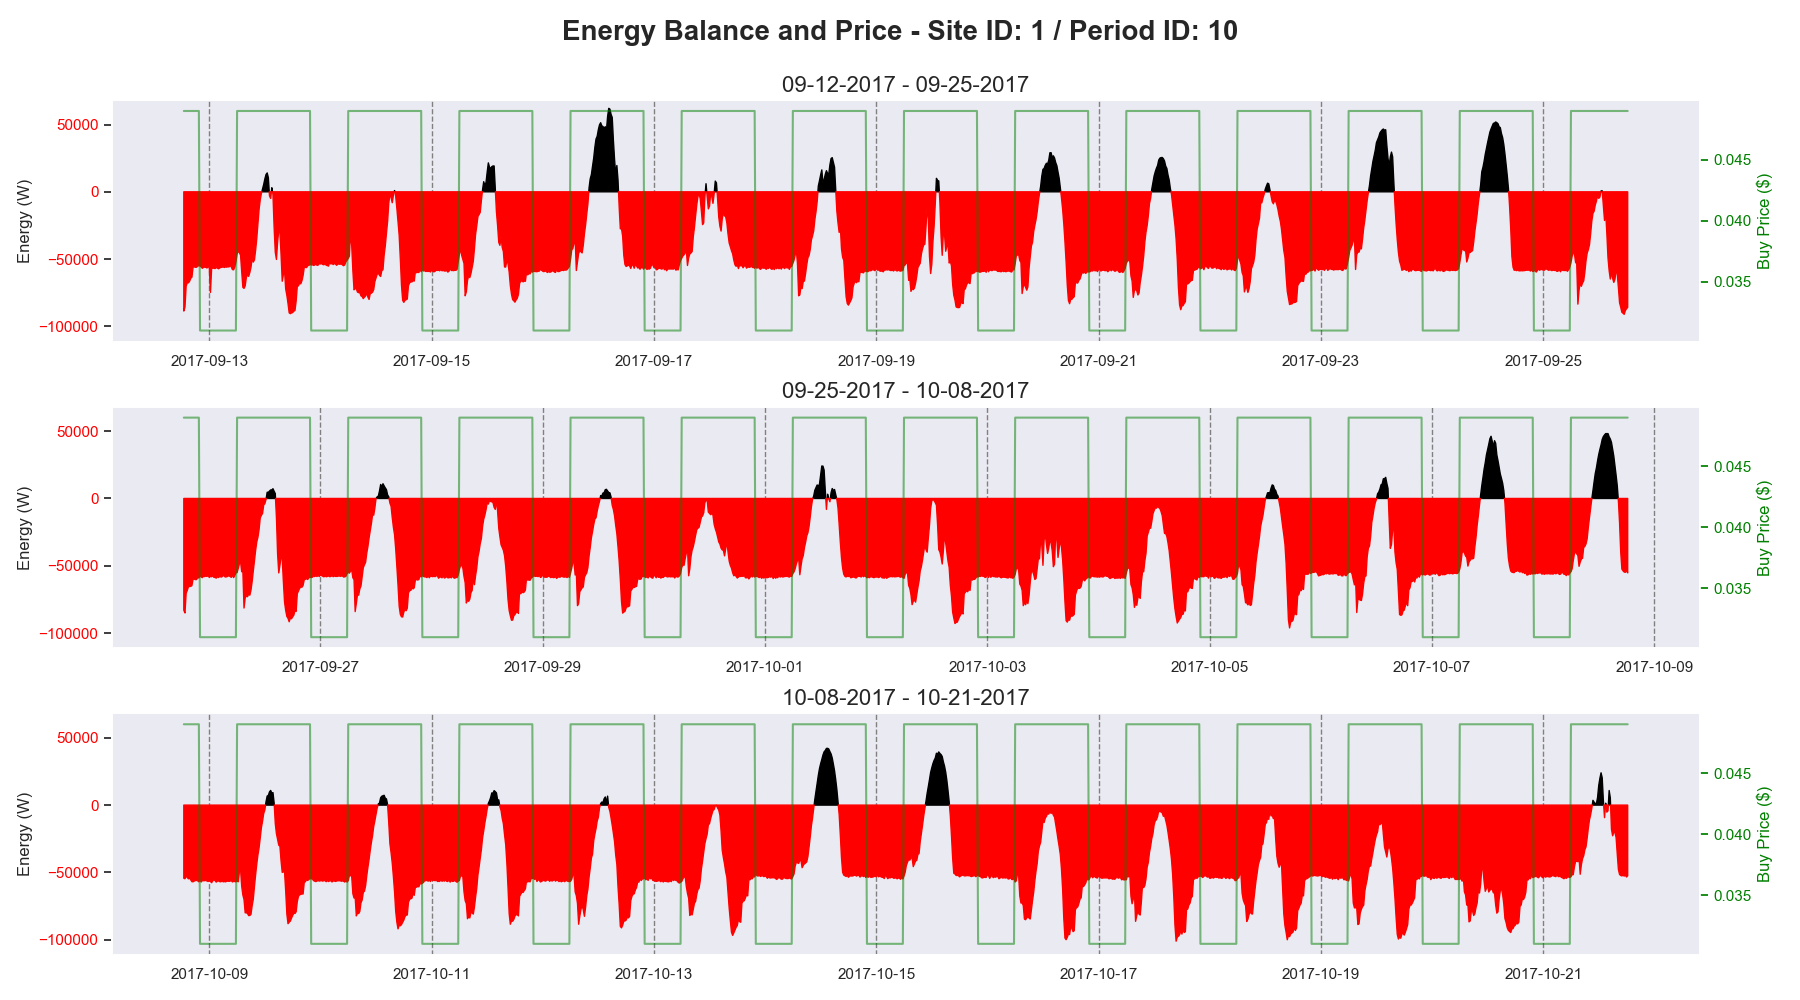 Energy Balance and Price - Site ID: 1 / Period ID: 10
09-12-2017 - 09-25-2017
50000
0
−50000
−100000
Energy (W)
0.045
0.040
0.035
Buy Price ($)
2017-09-13 2017-09-15 2017-09-17 2017-09-19 2017-09-21 2017-09-23 2017-09-25
09-25-2017 - 10-08-2017
50000
0
−50000
−100000
Energy (W)
0.045
0.040
0.035
Buy Price ($)
2017-09-27 2017-09-29 2017-10-01 2017-10-03 2017-10-05 2017-10-07 2017-10-09
10-08-2017 - 10-21-2017
50000
0
−50000
−100000
Energy (W)
0.045
0.040
0.035
Buy Price ($)
2017-10-09 2017-10-11 2017-10-13 2017-10-15 2017-10-17 2017-10-19 2017-10-21